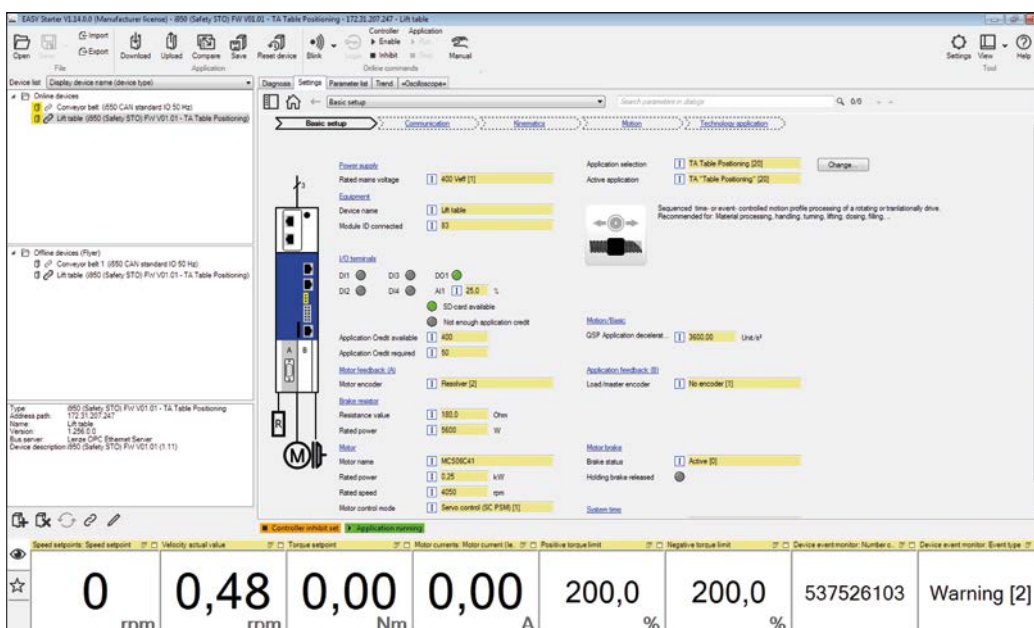 EASY Starter V1.14.0.0 (Manufacturer license) - i950 (Safety STO) FW V01.01 - TA Table Positioning - 172.31.207.247 - Lift table
Controller Application
Import
Export
Enable
Inhibit
Open
Download Upload Compare Save Reset device Blink Manual Settings View Help
File Application Online commands Tool
Device list Display device name (device type)
Diagnosis Settings Parameter list Trend «Oscilloscope»
Online devices
Conveyor belt (i550 CAN standard IO 50 Hz)
Lift table (i950 (Safety STO) FW V01.01 - TA Table Positioning)
Basic setup Search parameters in dialogs 0/0
Basic setup Communication Kinematics Motion Technology application
Power supply
Rated mains voltage 400 Veff [1]
Equipment
Device name Lift table
Module ID connected 83
Application selection TA Table Positioning [20] Change...
Active application TA "Table Positioning" [20]
Sequenced time- or event- controlled motion profile processing of a rotating or tranlationally drive.
Recommended for: Material processing, handling, turning, lifting, dosing, filling, ..
Offline devices (Flyer)
Conveyor belt 1 (i550 CAN standard IO 50 Hz)
Lift table (i950 (Safety STO) FW V01.01 - TA Table Positioning)
3
I/O terminals
DI1 DI3 DO1
DI2 DI4 AI1 25.0 %
SD card available
Not enough application credit
Application Credit available 400
Application Credit required 50
Motion/Basic
QSP Application decelerat... 3600.00 Unit/s²
A B
Motor feedback (A)
Motor encoder Resolver [2]
Application feedback (B)
Load/master encoder No encoder [1]
Brake resistor
Resistance value 180.0 Ohm
Rated power 5600 W
R
M
Motor
Motor name MCS06C41
Rated power 0.25 kW
Rated speed 4050 rpm
Motor control mode Servo control (SC PSM) [1]
Motor brake
Brake status Active [0]
Holding brake released
System time
Type: i950 (Safety STO) FW V01.01 - TA Table Positioning
Address path: 172.31.207.247
Name: Lift table
Version: 1.256.0.0
Bus server: Lenze OPC Ethernet Server
Device description: i950 (Safety STO) FW V01.01 (1.11)
Controller inhibit set Application running
Speed setpoints: Speed setpoint
0
rpm
Velocity actual value
0,48
rpm
Torque setpoint
0,00
Nm
Motor currents: Motor current (Ie..
0,00
A
Positive torque limit
200,0
%
Negative torque limit
200,0
%
Device event monitor: Number o..
537526103
Device event monitor: Event type
Warning [2]